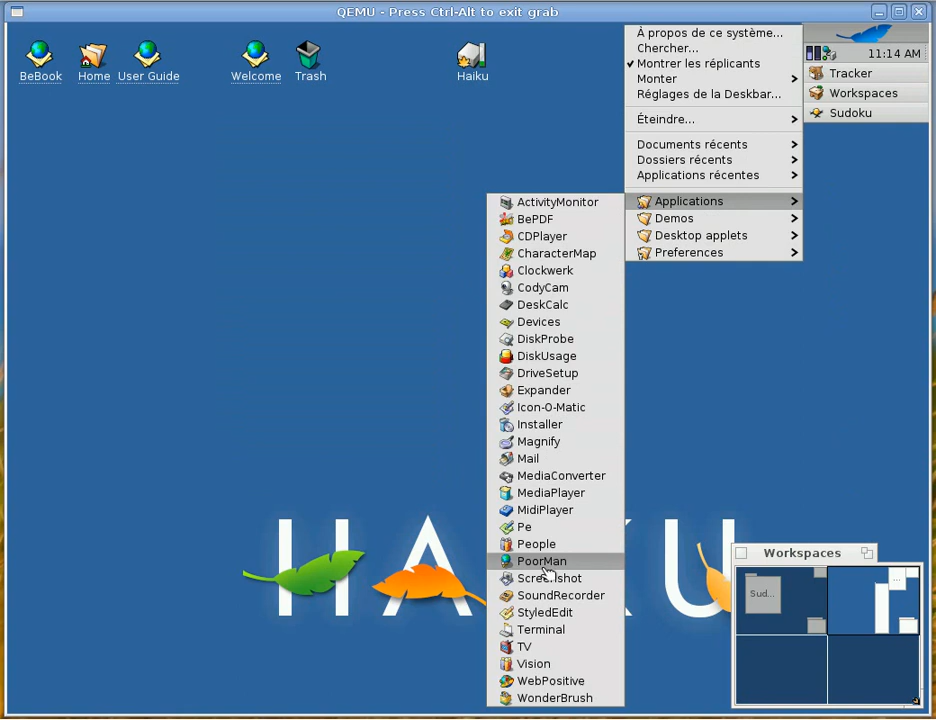 QEMU - Press Ctrl-Alt to exit grab
BeBook
Home
User Guide
Welcome
Trash
Haiku
À propos de ce système...
Chercher...
Montrer les réplicants
Monter
Réglages de la Deskbar...
Éteindre...
Documents récents
Dossiers récents
Applications récentes
Applications
Demos
Desktop applets
Preferences
11:14 AM
Tracker
Workspaces
Sudoku
ActivityMonitor
BePDF
CDPlayer
CharacterMap
Clockwerk
CodyCam
DeskCalc
Devices
DiskProbe
DiskUsage
DriveSetup
Expander
Icon-O-Matic
Installer
Magnify
Mail
MediaConverter
MediaPlayer
MidiPlayer
Pe
People
PoorMan
Screenshot
SoundRecorder
StyledEdit
Terminal
TV
Vision
WebPositive
WonderBrush
HAIKU
Workspaces
Sud...
...